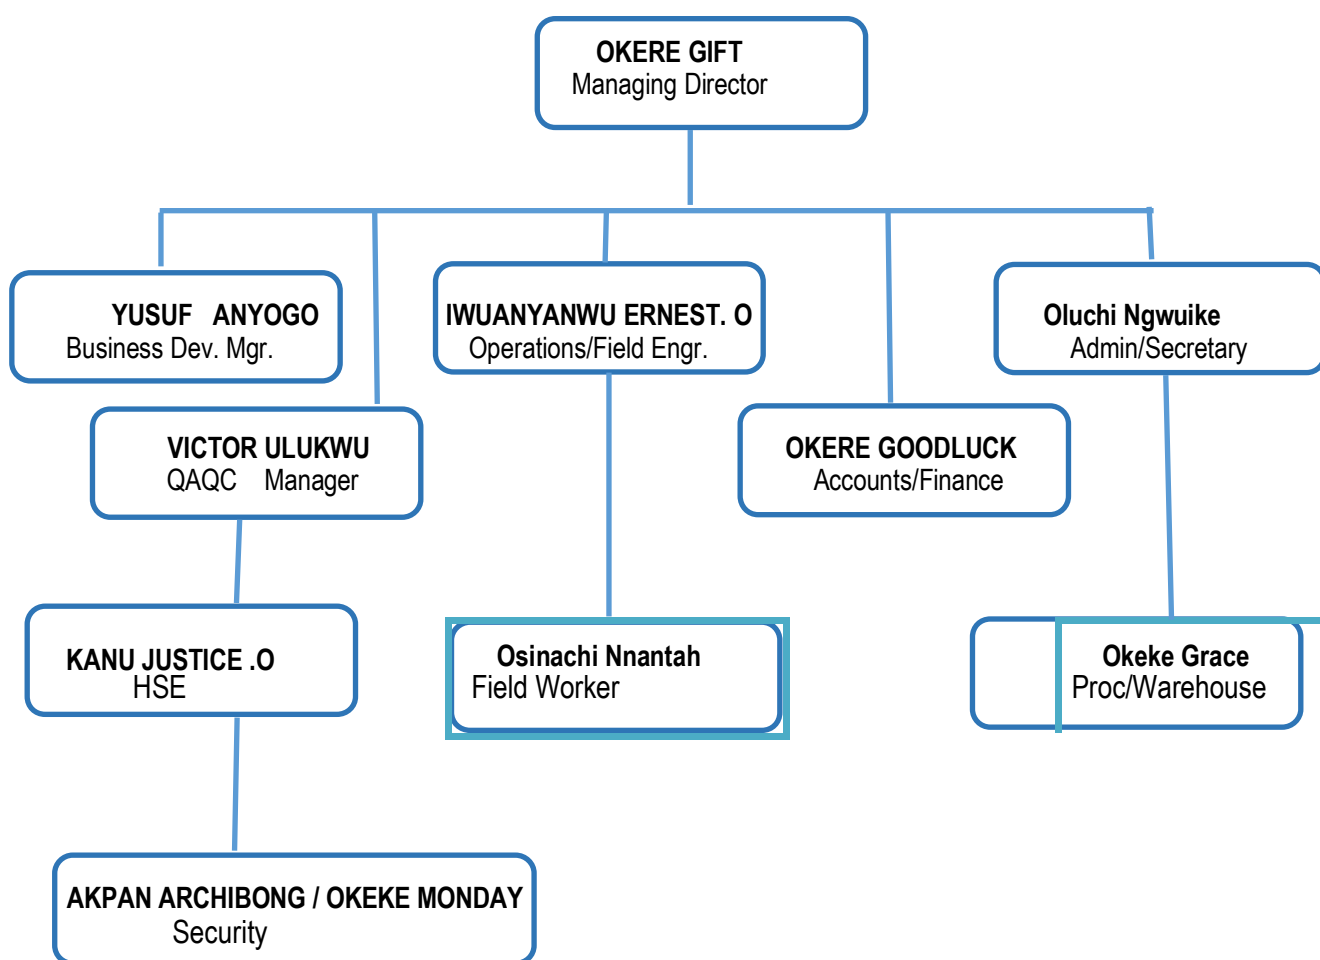 OKERE GIFT
Managing Director
YUSUF ANYOGO
Business Dev. Mgr.
IWUANYANWU ERNEST. O
Operations/Field Engr.
Oluchi Ngwuike
Admin/Secretary
VICTOR ULUKWU
QAQC Manager
OKERE GOODLUCK
Accounts/Finance
KANU JUSTICE .O
HSE
Osinachi Nnantah
Field Worker
Okeke Grace
Proc/Warehouse
AKPAN ARCHIBONG / OKEKE MONDAY
Security